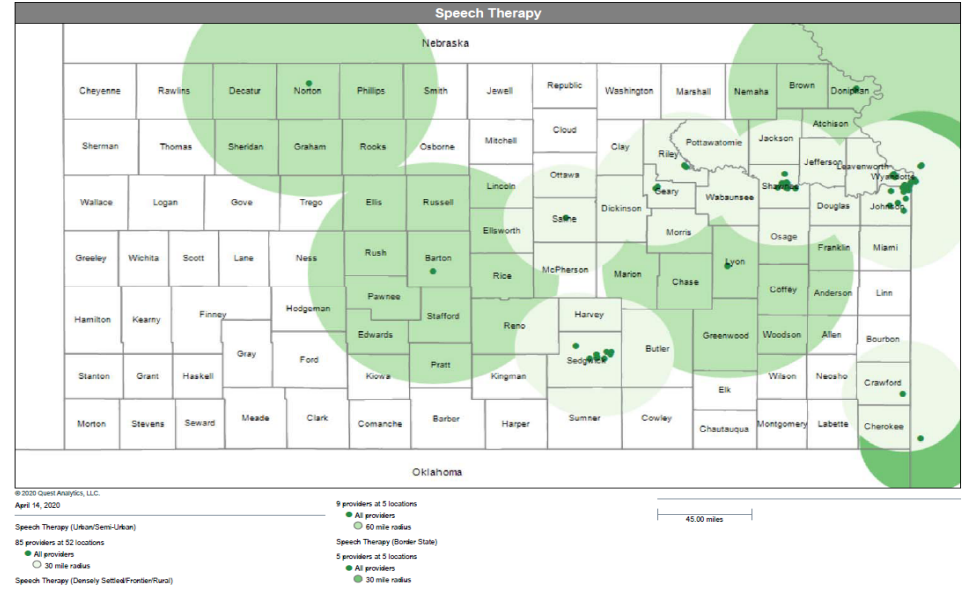 Speech Therapy
Nebraska
Cheyenne Rawlins Decatur Norton Phillips Smith Jewell Republic Washington Marshall Nemaha Brown Doniphan
Atchison
Sherman Thomas Sheridan Graham Rooks Osborne Mitchell Cloud Clay Riley Pottawatomie Jackson Jefferson Leavenworth
Wyandotte
Wallace Logan Gove Trego Ellis Russell Lincoln Ottawa Dickinson Geary Wabaunsee Shawnee Douglas Johnson
Saline Morris Osage
Greeley Wichita Scott Lane Ness Rush Barton Ellsworth Rice McPherson Marion Chase Lyon Franklin Miami
Coffey Anderson Linn
Hamilton Kearny Finney Hodgeman Pawnee Stafford Reno Harvey
Edwards Greenwood Woodson Allen Bourbon
Gray Ford Sedgwick Butler
Stanton Grant Haskell Kiowa Pratt Kingman Elk Wilson Neosho Crawford
Morton Stevens Seward Meade Clark Comanche Barber Harper Sumner Cowley Chautauqua Montgomery Labette Cherokee
Oklahoma
© 2020 Quest Analytics, LLC.
April 14, 2020
Speech Therapy (Urban/Semi-Urban)
85 providers at 52 locations
All providers
30 mile radius
Speech Therapy (Densely Settled/Frontier/Rural)
9 providers at 5 locations
All providers
60 mile radius
Speech Therapy (Border State)
5 providers at 5 locations
All providers
30 mile radius
45.00 miles